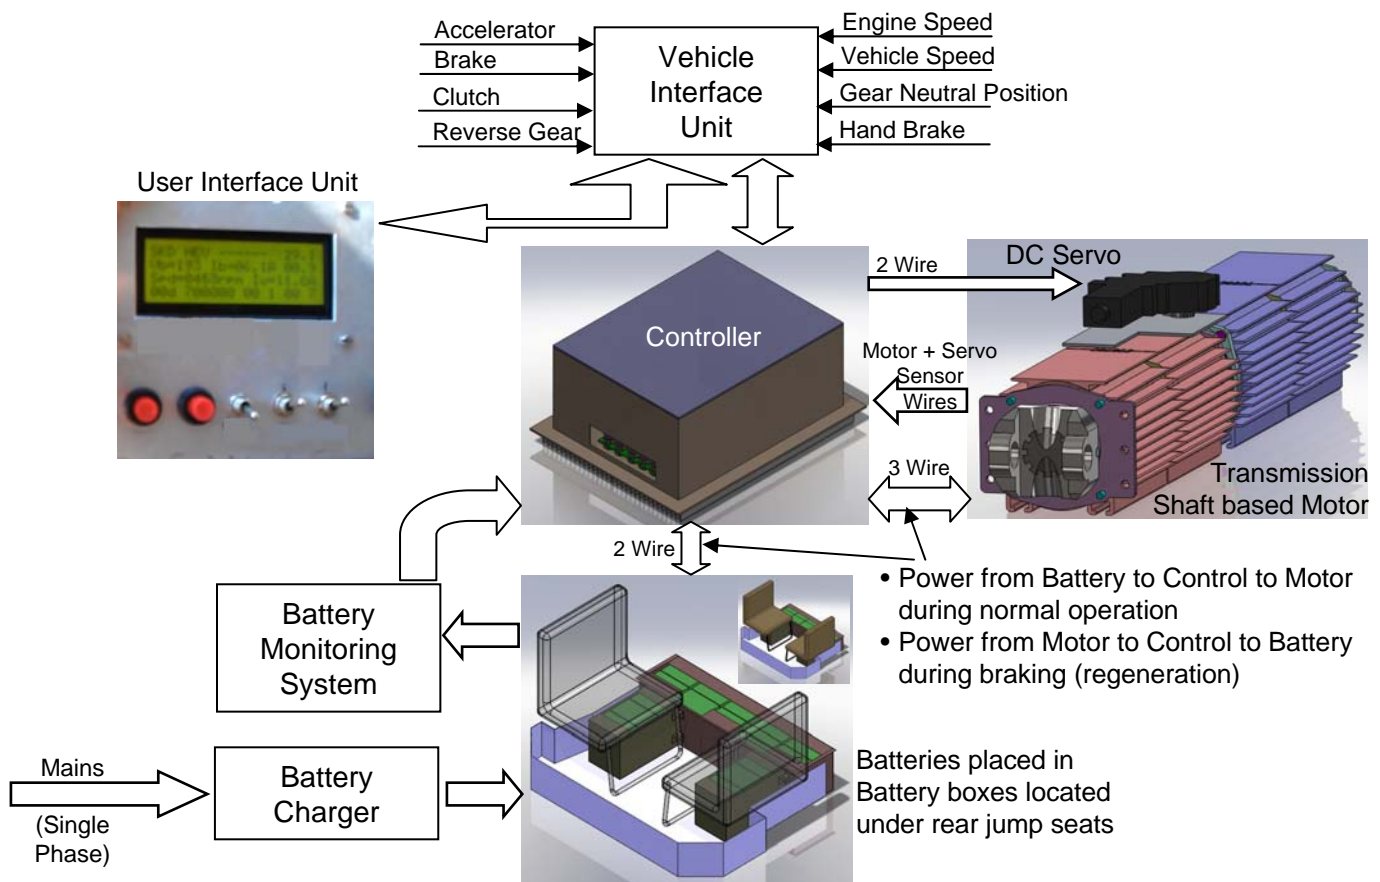 Accelerator
Brake
Clutch
Reverse Gear
Vehicle
Interface
Unit
Engine Speed
Vehicle Speed
Gear Neutral Position
Hand Brake
User Interface Unit
Controller
2 Wire
DC Servo
Motor + Servo
Sensor
Wires
3 Wire
Transmission
Shaft based Motor
2 Wire
• Power from Battery to Control to Motor
during normal operation
• Power from Motor to Control to Battery
during braking (regeneration)
Battery
Monitoring
System
Mains
(Single
Phase)
Battery
Charger
Batteries placed in
Battery boxes located
under rear jump seats